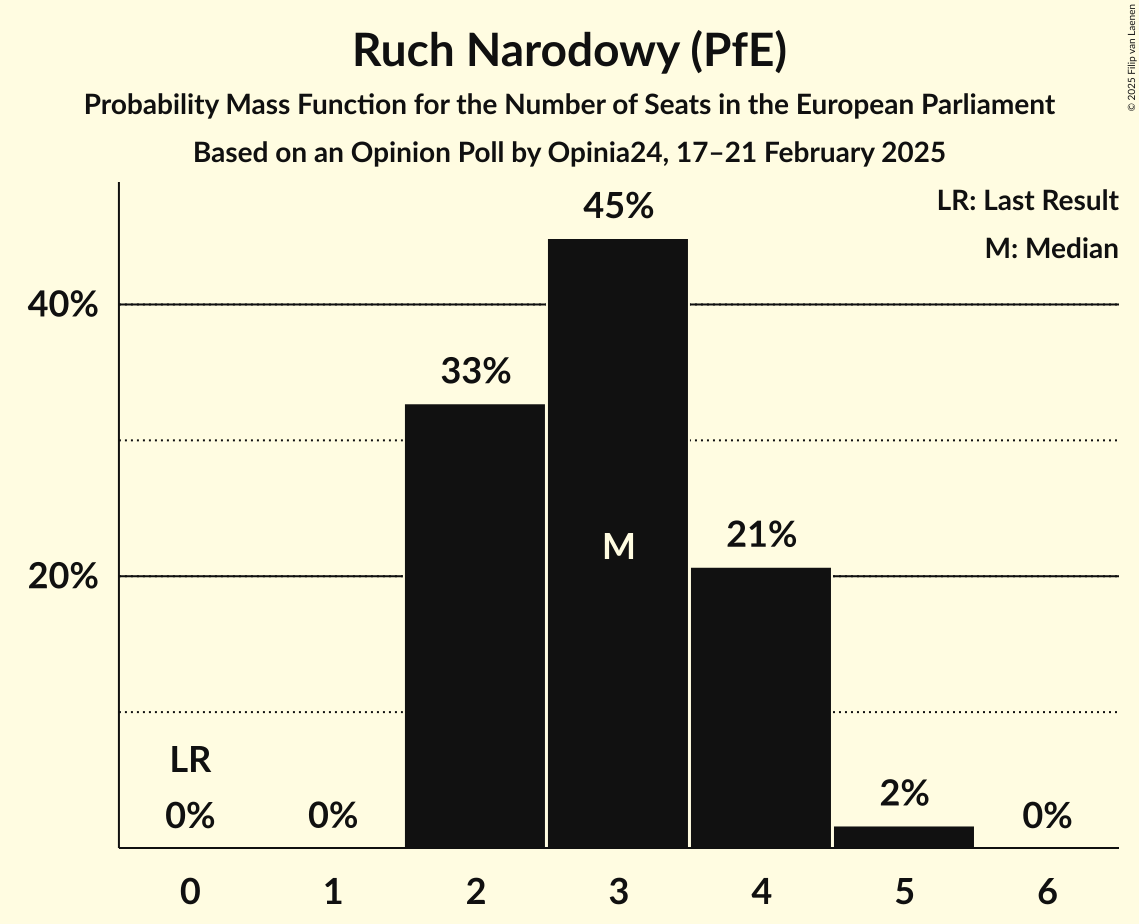 Ruch Narodowy (PfE)
Probability Mass Function for the Number of Seats in the European Parliament
Based on an Opinion Poll by Opinia24, 17–21 February 2025
© 2025 Filip van Laenen
LR: Last Result
M: Median
45%
40%
33%
M
21%
20%
LR
0%
0%
2%
0%
0
1
2
3
4
5
6